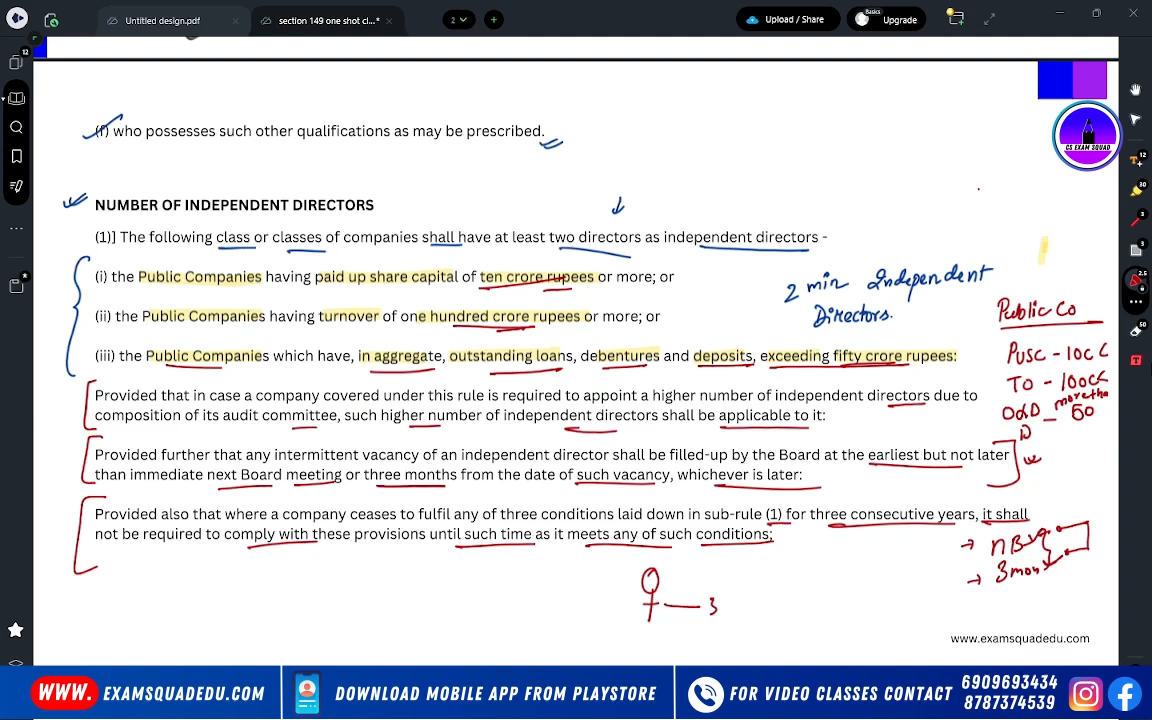 Untitled design.pdf
section 149 one shot cl...*
2
Upload / Share
Basics
Upgrade
12
(f) who possesses such other qualifications as may be prescribed.
CS EXAM SQUAD
NUMBER OF INDEPENDENT DIRECTORS
(1)] The following class or classes of companies shall have at least two directors as independent directors -
(i) the Public Companies having paid up share capital of ten crore rupees or more; or
2 min Independent
Directors.
(ii) the Public Companies having turnover of one hundred crore rupees or more; or
Public Co
(iii) the Public Companies which have, in aggregate, outstanding loans, debentures and deposits, exceeding fifty crore rupees:
PUSC - 10CC
TO - 100CC
Provided that in case a company covered under this rule is required to appoint a higher number of independent directors due to
composition of its audit committee, such higher number of independent directors shall be applicable to it:
more than
50
D
Provided further that any intermittent vacancy of an independent director shall be filled-up by the Board at the earliest but not later
than immediate next Board meeting or three months from the date of such vacancy, whichever is later:
Provided also that where a company ceases to fulfil any of three conditions laid down in sub-rule (1) for three consecutive years, it shall
not be required to comply with these provisions until such time as it meets any of such conditions;
3 mon
3
www.examsquadedu.com
WWW. EXAMSQUADEDU.COM
DOWNLOAD MOBILE APP FROM PLAYSTORE
FOR VIDEO CLASSES CONTACT
6909693434
8787374539